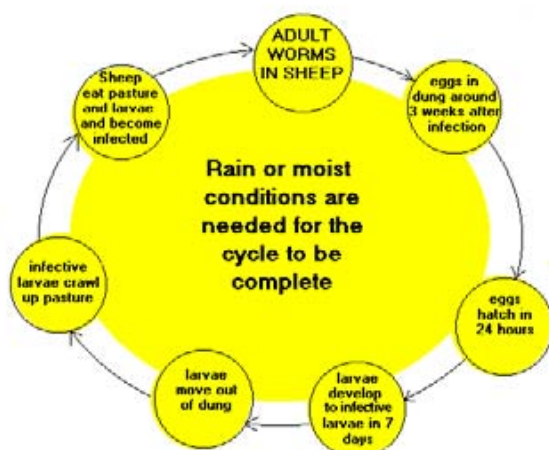 ADULT
WORMS
IN SHEEP
eggs in
dung around
3 weeks after
infection
eggs
hatch in
24 hours
larvae
develop
to infective
larvae in 7
days
larvae
move out
of dung
infective
larvae crawl
up pasture
Sheep
eat pasture
and larvae
and become
infected
Rain or moist
conditions are
needed for the
cycle to be
complete